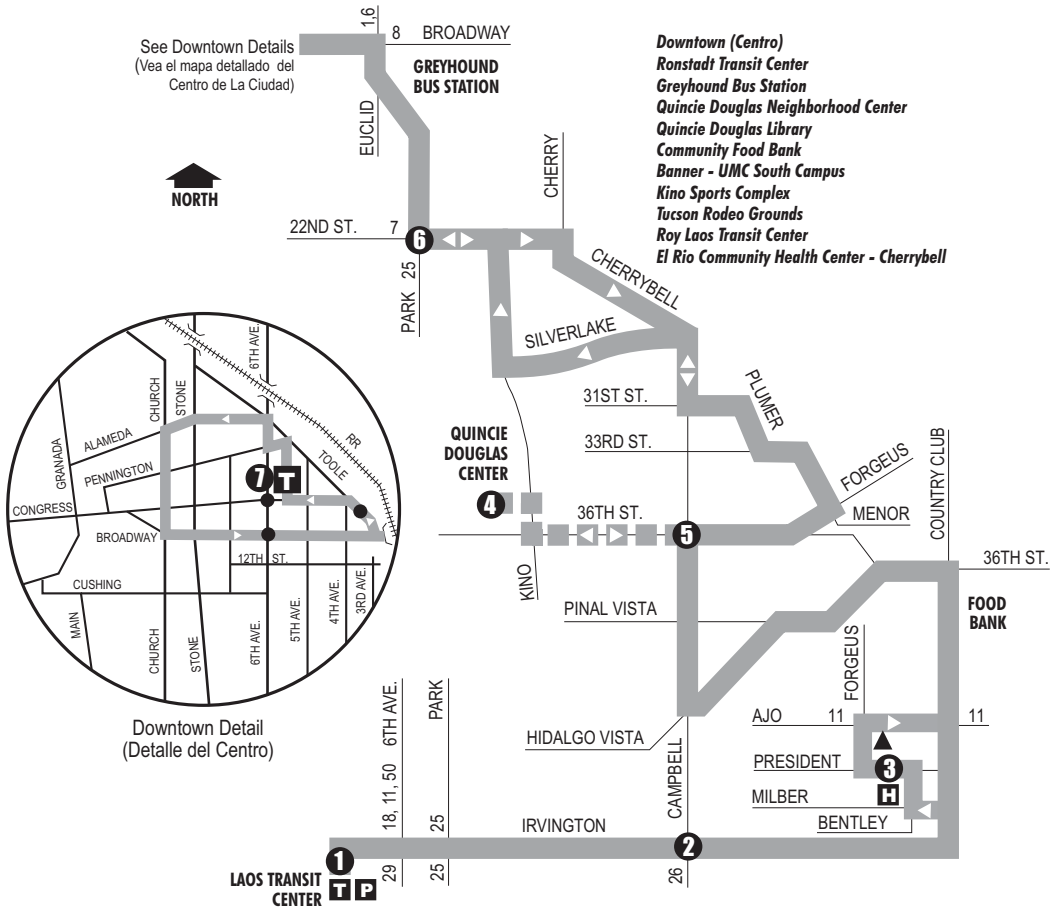 1,6
8 BROADWAY
See Downtown Details
(Vea el mapa detallado del
Centro de La Ciudad)
GREYHOUND
BUS STATION
EUCLID
NORTH
Downtown (Centro)
Ronstadt Transit Center
Greyhound Bus Station
Quincie Douglas Neighborhood Center
Quincie Douglas Library
Community Food Bank
Banner - UMC South Campus
Kino Sports Complex
Tucson Rodeo Grounds
Roy Laos Transit Center
El Rio Community Health Center - Cherrybell
CHERRY
22ND ST. 7
6
PARK 25
CHERRYBELL
SILVERLAKE
31ST ST.
PLUMER
33RD ST.
QUINCIE
DOUGLAS
CENTER
4
36TH ST.
5
FORGEUS
MENOR
COUNTRY CLUB
36TH ST.
KINO
PINAL VISTA
FOOD
BANK
FORGEUS
AJO 11
11
HIDALGO VISTA
CAMPBELL
PRESIDENT
3
H
MILBER
BENTLEY
18, 11, 50 6TH AVE.
PARK
25
IRVINGTON
1
2
LAOS TRANSIT
CENTER
T P
29
25
26
6TH AVE.
CHURCH
STONE
RR
GRANADA
ALAMEDA
TOOLE
PENNINGTON
7 T
CONGRESS
BROADWAY
12TH ST.
CUSHING
MAIN
CHURCH
STONE
6TH AVE.
5TH AVE.
4TH AVE.
3RD AVE.
Downtown Detail
(Detalle del Centro)